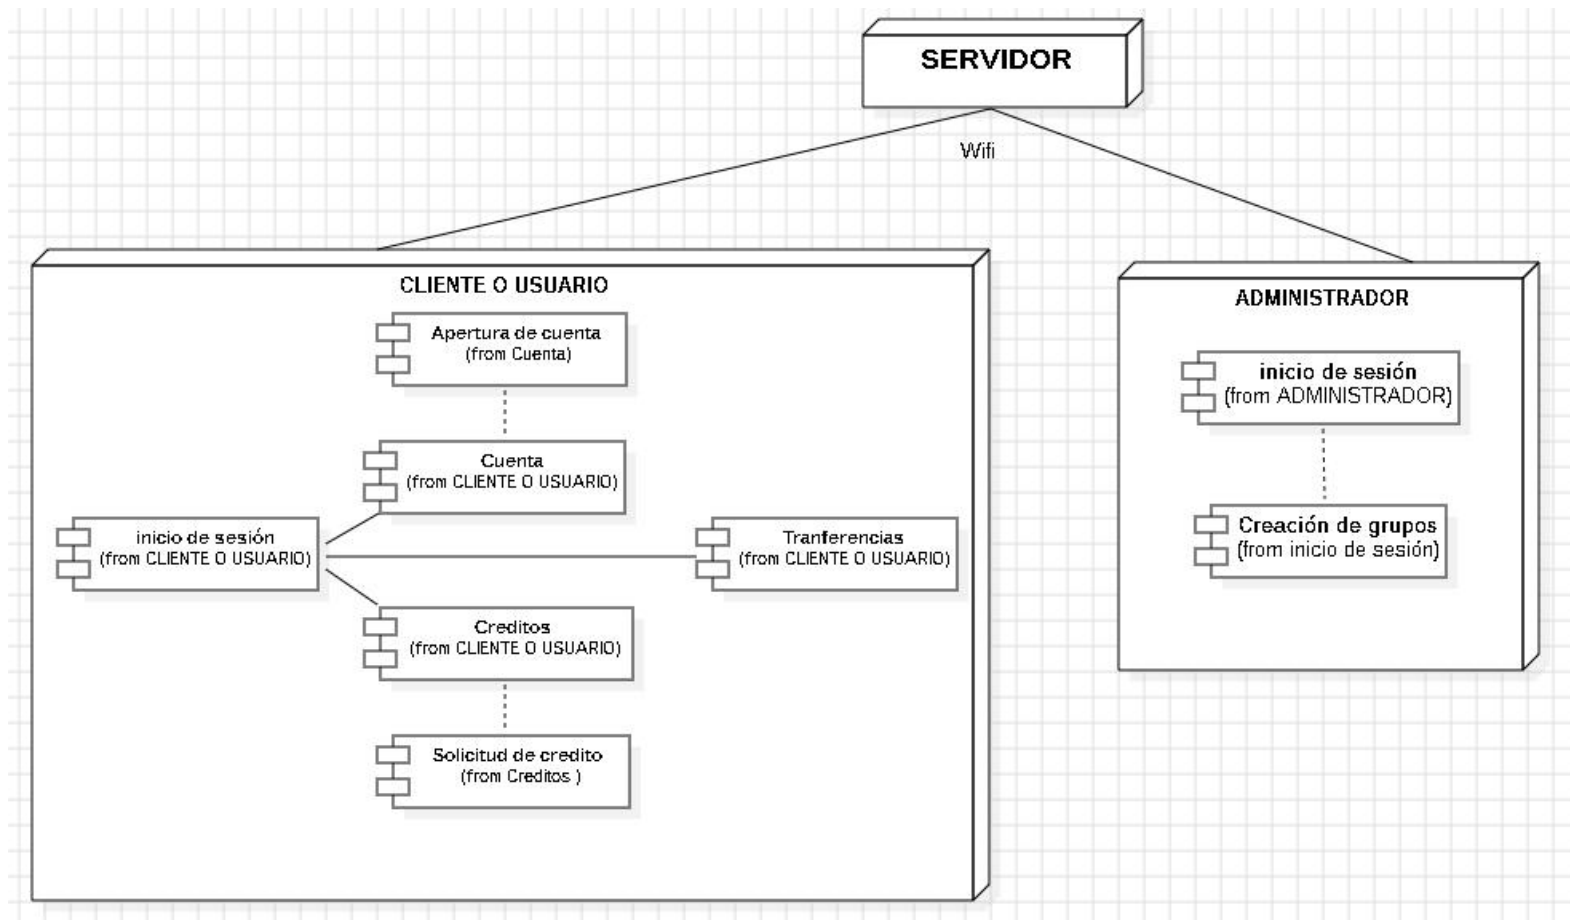 SERVIDOR
Wifi
CLIENTE O USUARIO
Apertura de cuenta
(from Cuenta)
Cuenta
(from CLIENTE O USUARIO)
inicio de sesión
(from CLIENTE O USUARIO)
Tranferencias
(from CLIENTE O USUARIO)
Creditos
(from CLIENTE O USUARIO)
Solicitud de credito
(from Creditos )
ADMINISTRADOR
inicio de sesión
(from ADMINISTRADOR)
Creación de grupos
(from inicio de sesión)